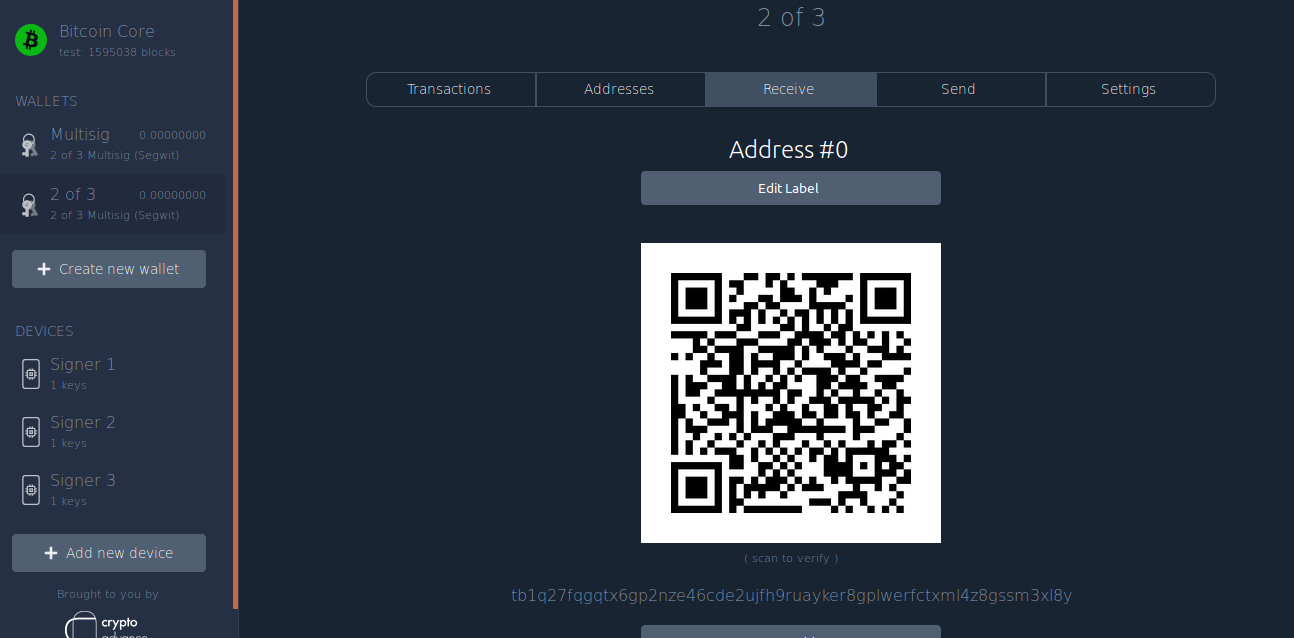 Bitcoin Core
test: 1595038 blocks
WALLETS
Multisig 0.00000000
2 of 3 Multisig (Segwit)
2 of 3 0.00000000
2 of 3 Multisig (Segwit)
+ Create new wallet
DEVICES
Signer 1
1 keys
Signer 2
1 keys
Signer 3
1 keys
+ Add new device
Brought to you by
crypto
advance
2 of 3
Transactions Addresses Receive Send Settings
Address #0
Edit Label
( scan to verify )
tb1q27fqgqtx6gp2nze46cde2ujfh9ruayker8gplwerfctxml4z8gssm3xl8y